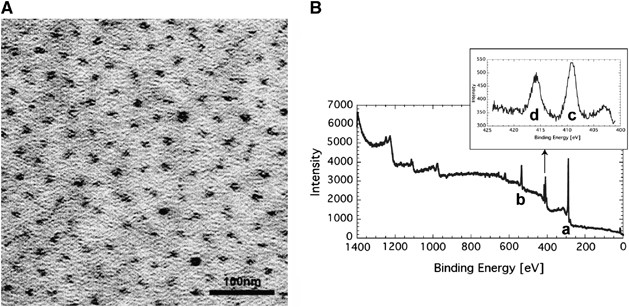 A
B
100nm
550
500
450
400
350
300
Intensity
d
c
425 420 415 410 405 400
Binding Energy [eV]
7000
6000
5000
4000
3000
2000
1000
0
Intensity
b
a
1400 1200 1000 800 600 400 200 0
Binding Energy [eV]